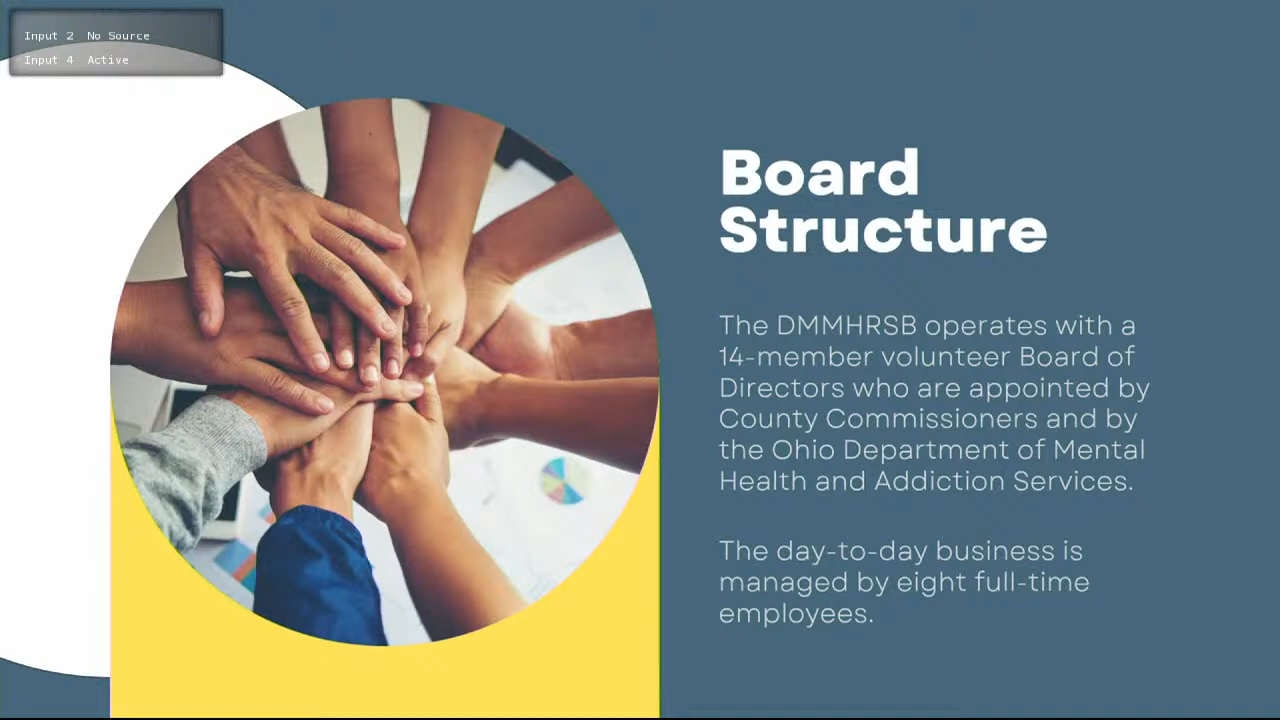 Input 2 No Source
Input 4 Active
Board
Structure
The DMMHRSB operates with a
14-member volunteer Board of
Directors who are appointed by
County Commissioners and by
the Ohio Department of Mental
Health and Addiction Services.
The day-to-day business is
managed by eight full-time
employees.